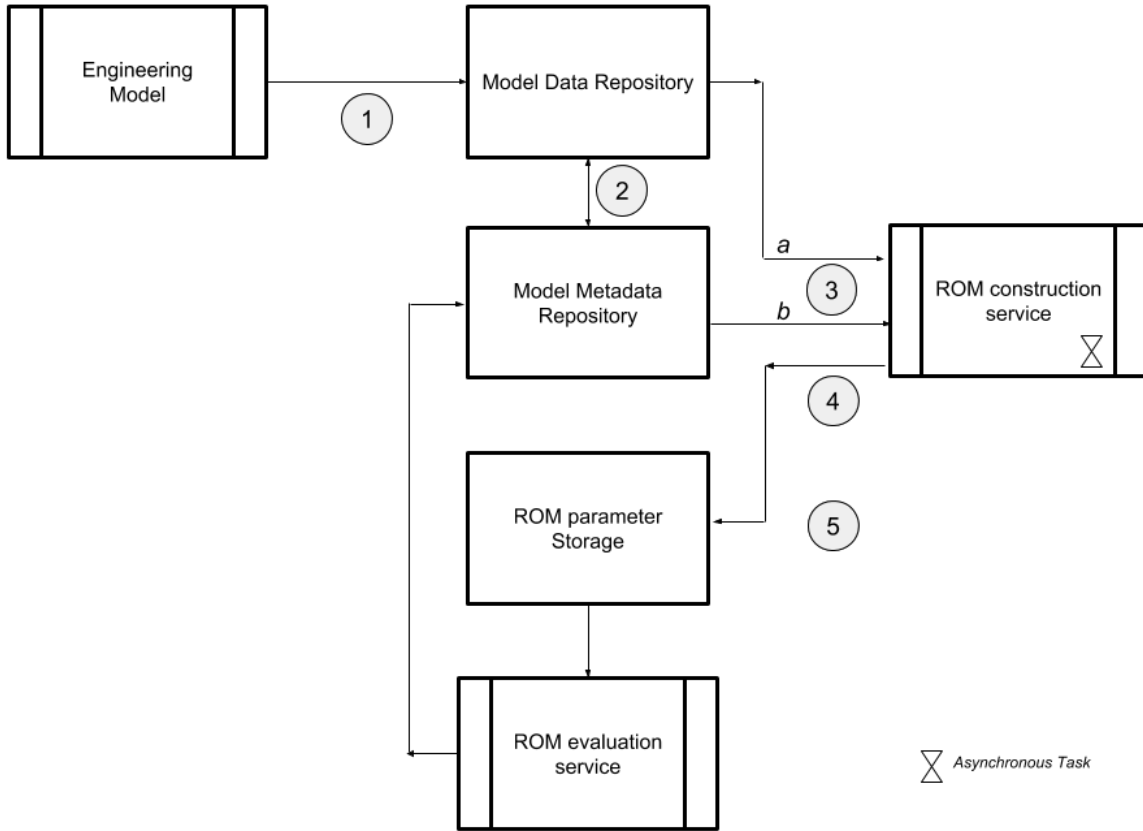 Engineering
Model
Model Data Repository
1
2
a
3
Model Metadata
Repository
b
ROM construction
service
4
ROM parameter
Storage
5
ROM evaluation
service
Asynchronous Task